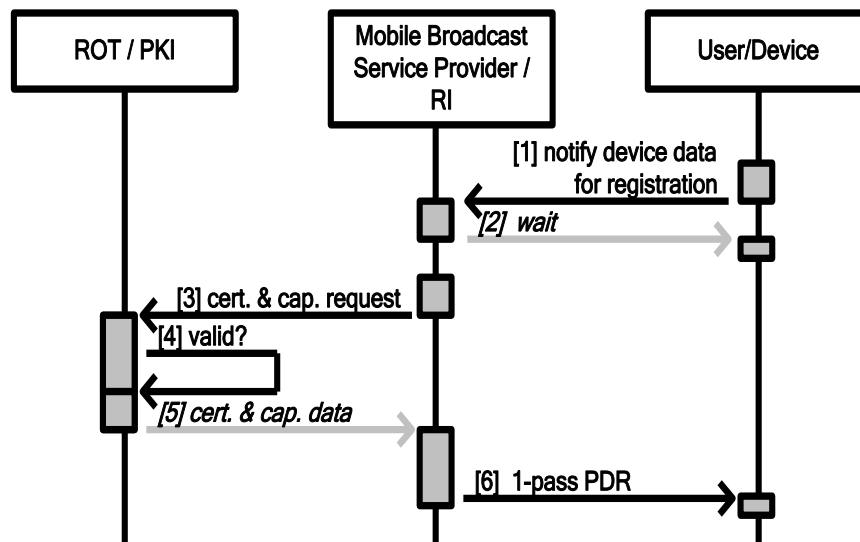 ROT / PKI
Mobile Broadcast
Service Provider /
RI
User/Device
[1] notify device data
for registration
[2] wait
[3] cert. & cap. request
[4] valid?
[5] cert. & cap. data
[6] 1-pass PDR